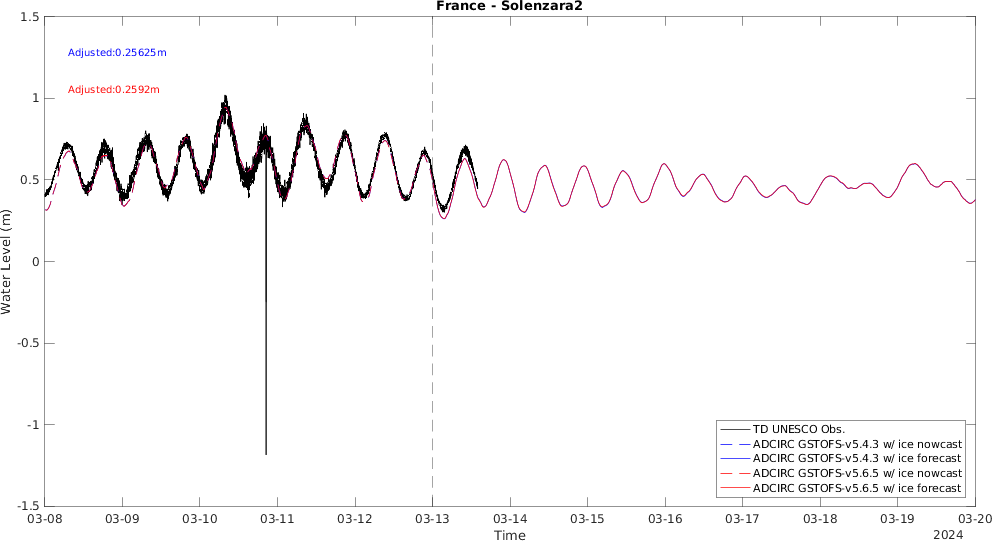 France - Solenzara2
Adjusted:0.25625m
Adjusted:0.2592m
Water Level (m)
1.5
1
0.5
0
-0.5
-1
-1.5
TD UNESCO Obs.
ADCIRC GSTOFS-v5.4.3 w/ ice nowcast
ADCIRC GSTOFS-v5.4.3 w/ ice forecast
ADCIRC GSTOFS-v5.6.5 w/ ice nowcast
ADCIRC GSTOFS-v5.6.5 w/ ice forecast
03-08 03-09 03-10 03-11 03-12 03-13 03-14 03-15 03-16 03-17 03-18 03-19 03-20
Time
2024